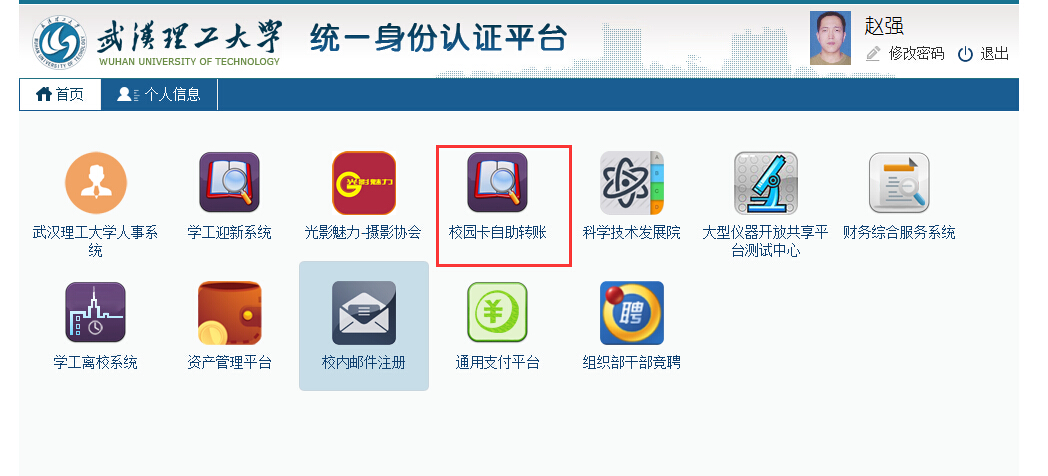 武汉理工大学 统一身份认证平台
WUHAN UNIVERSITY OF TECHNOLOGY
赵强
修改密码 退出
首页 个人信息
武汉理工大学人事系统 学工迎新系统 光影魅力-摄影协会 校园卡自助转账 科学技术发展院 大型仪器开放共享平台测试中心 财务综合服务系统
聘
学工离校系统 资产管理平台 校内邮件注册 通用支付平台 组织部干部竞聘